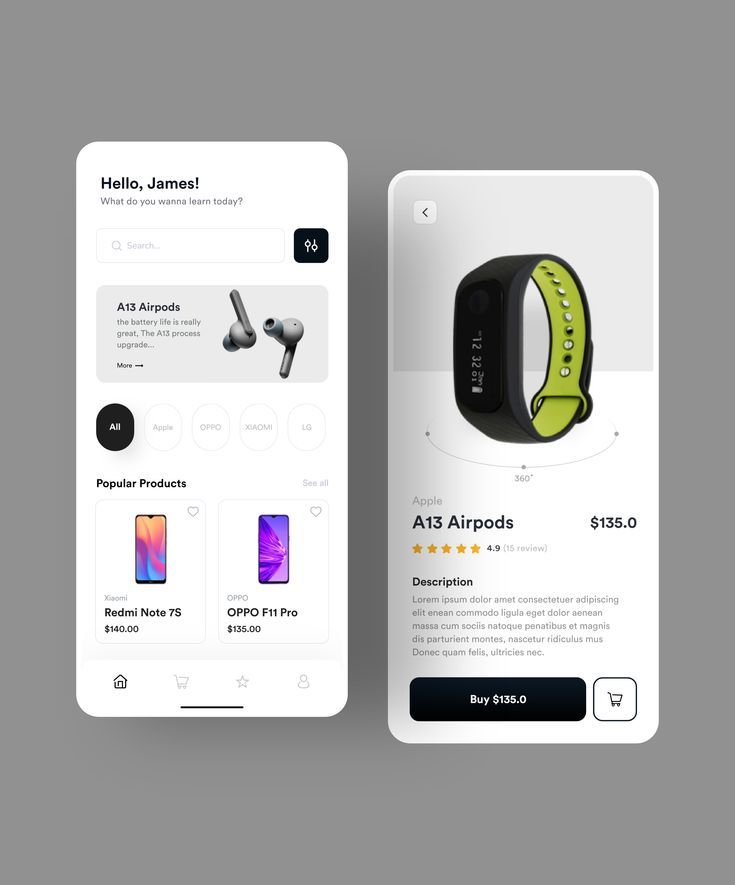 Hello, James!
What do you wanna learn today?
Search...
A13 Airpods
the battery life is really
great, The A13 process
upgrade...
More
All
Apple
OPPO
XIAOMI
LG
Popular Products
See all
Xiaomi
Redmi Note 7S
$140.00
OPPO
OPPO F11 Pro
$135.00
360°
Apple
A13 Airpods
$135.0
4.9 (15 review)
Description
Lorem ipsum dolor amet consectetuer adipiscing
elit enean commodo ligula eget dolor aenean
massa cum sociis natoque penatibus et magnis
dis parturient montes, nascetur ridiculus mus
Donec quam felis, ultricies nec.
Buy $135.0